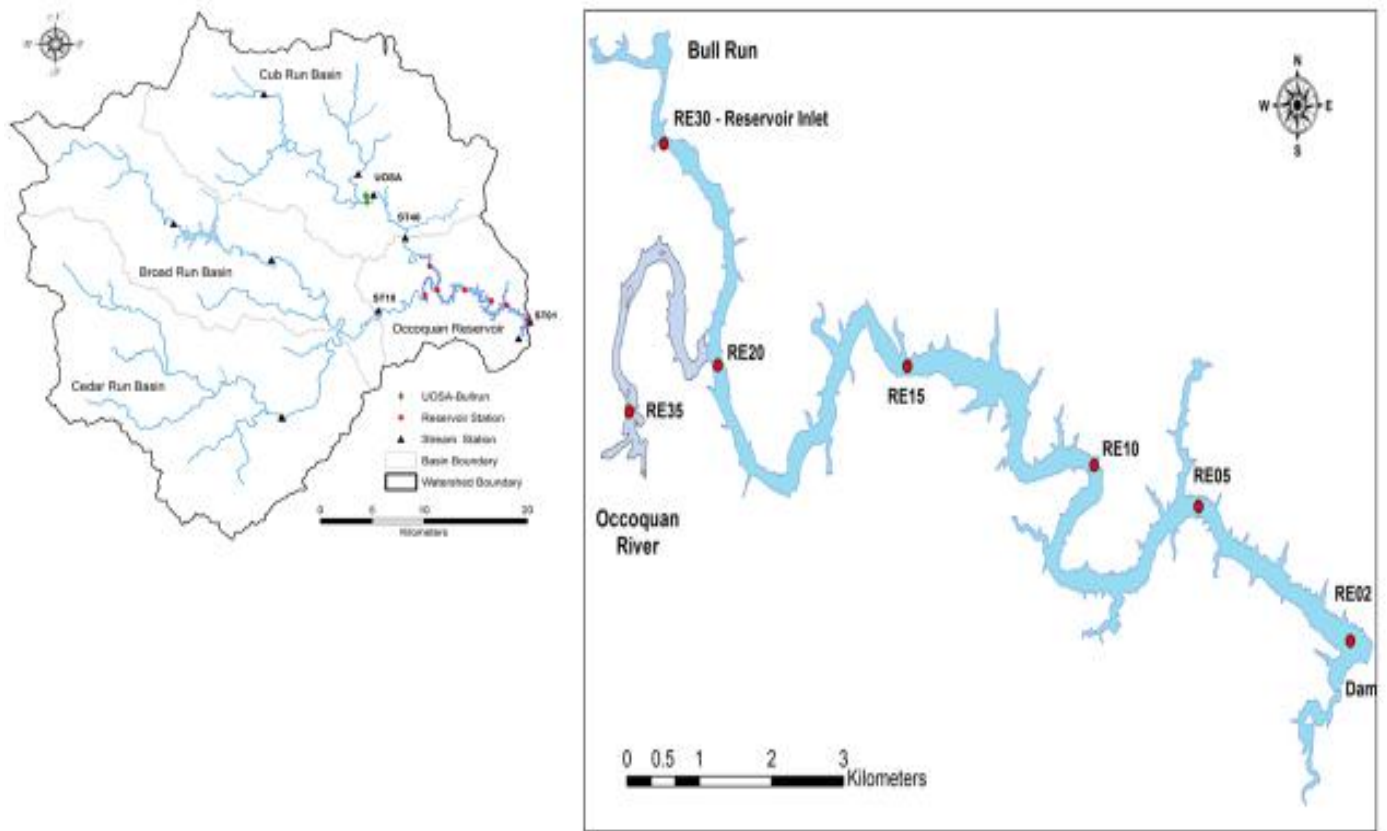 Cub Run Basin
UOSA
ST40
Broad Run Basin
ST10
ST01
Occoquan Reservoir
Cedar Run Basin
UOSA-Bullrun
Reservoir Station
Stream Station
Basin Boundary
Watershed Boundary
0 5 10 20
Kilometers
Bull Run
N
W E
S
RE30 - Reservoir Inlet
RE20
RE15
RE35
RE10
RE05
Occoquan
River
RE02
Dam
0 0.5 1 2 3
Kilometers